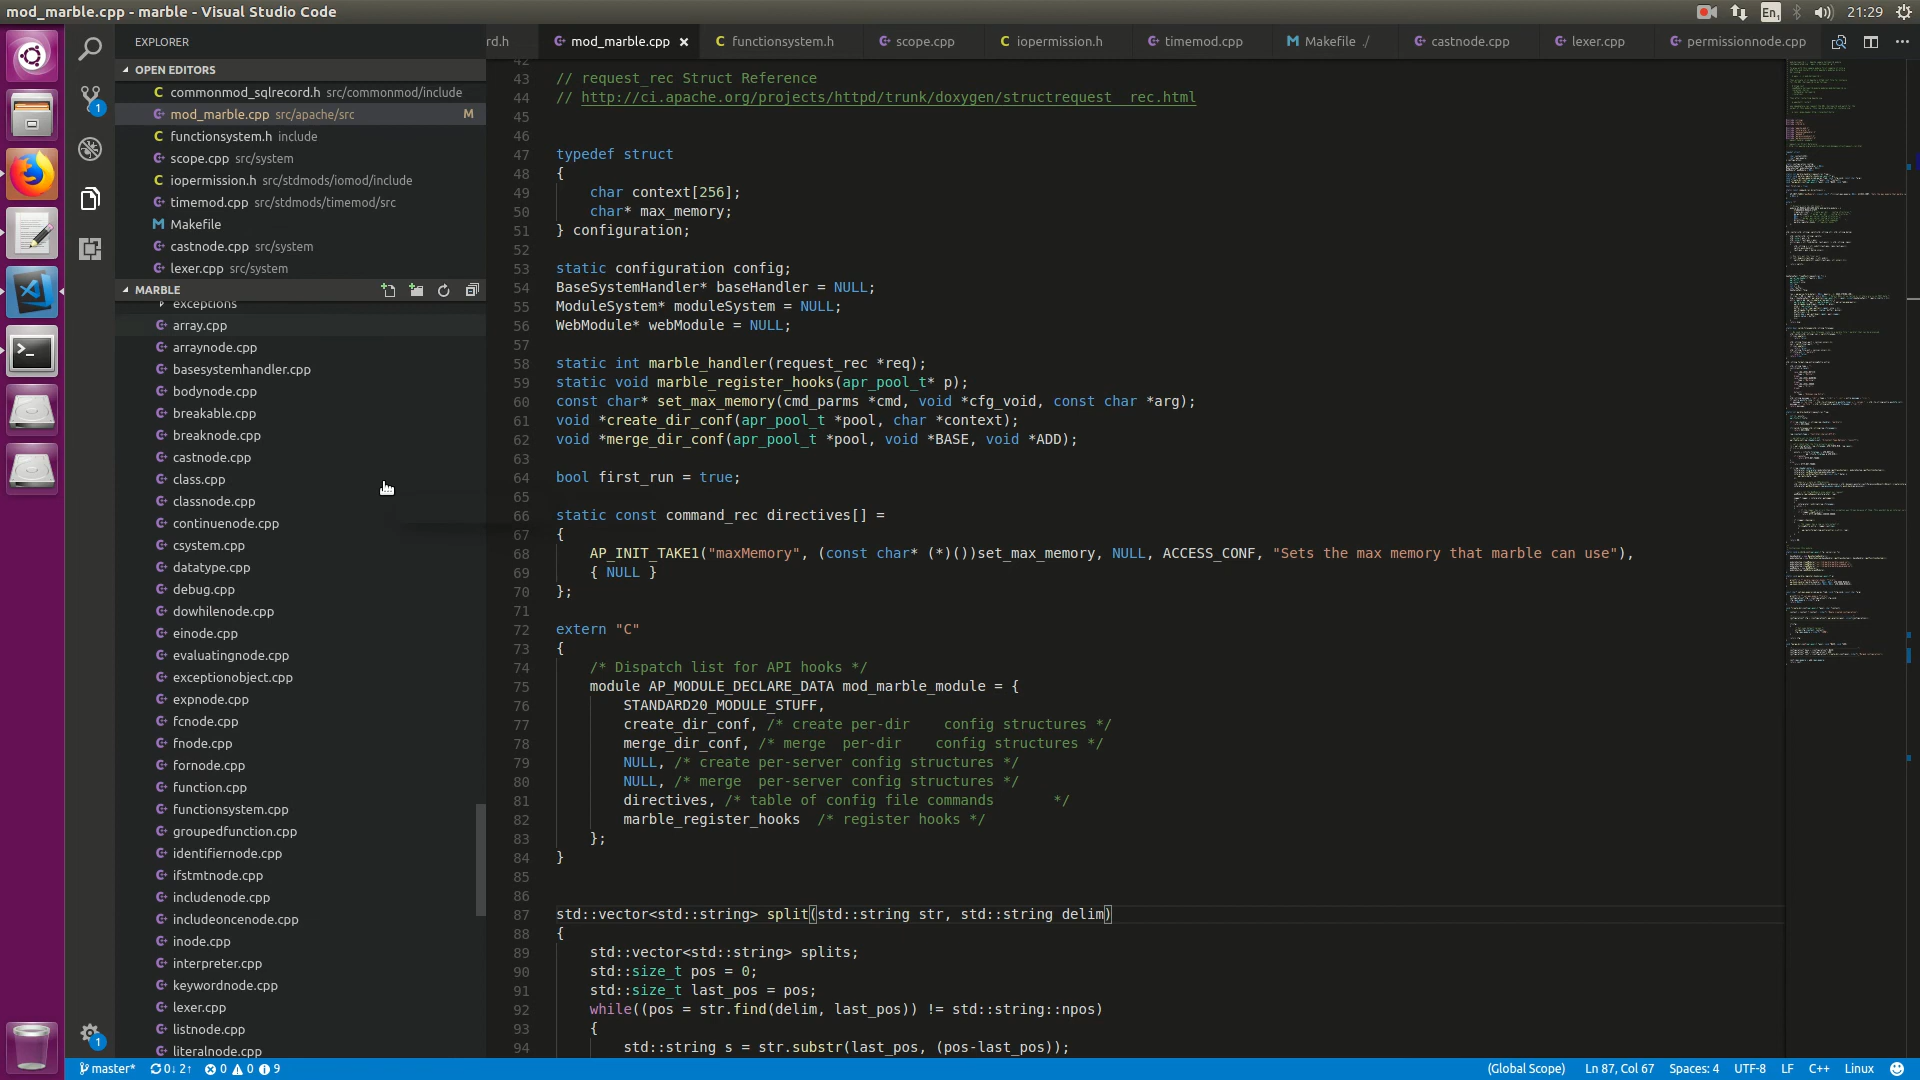 mod_marble.cpp - marble - Visual Studio Code
En1
21:29
EXPLORER
rd.h
mod_marble.cpp ×
functionsystem.h
scope.cpp
iopermission.h
timemod.cpp
Makefile ./
castnode.cpp
lexer.cpp
permissionnode.cpp
OPEN EDITORS
commonmod_sqlrecord.h src/commonmod/include
mod_marble.cpp src/apache/src M
functionsystem.h include
scope.cpp src/system
iopermission.h src/stdmods/iomod/include
timemod.cpp src/stdmods/timemod/src
Makefile
castnode.cpp src/system
lexer.cpp src/system
MARBLE
exceptions
array.cpp
arraynode.cpp
basesystemhandler.cpp
bodynode.cpp
breakable.cpp
breaknode.cpp
castnode.cpp
class.cpp
classnode.cpp
continuenode.cpp
csystem.cpp
datatype.cpp
debug.cpp
dowhilenode.cpp
einode.cpp
evaluatingnode.cpp
exceptionobject.cpp
expnode.cpp
fcnode.cpp
fnode.cpp
fornode.cpp
function.cpp
functionsystem.cpp
groupedfunction.cpp
identifiernode.cpp
ifstmtnode.cpp
includenode.cpp
includeoncenode.cpp
inode.cpp
interpreter.cpp
keywordnode.cpp
lexer.cpp
listnode.cpp
literalnode.cpp
42
43 // request_rec Struct Reference
44 // http://ci.apache.org/projects/httpd/trunk/doxygen/structrequest__rec.html
45
46
47 typedef struct
48 {
49 char context[256];
50 char* max_memory;
51 } configuration;
52
53 static configuration config;
54 BaseSystemHandler* baseHandler = NULL;
55 ModuleSystem* moduleSystem = NULL;
56 WebModule* webModule = NULL;
57
58 static int marble_handler(request_rec *req);
59 static void marble_register_hooks(apr_pool_t* p);
60 const char* set_max_memory(cmd_parms *cmd, void *cfg_void, const char *arg);
61 void *create_dir_conf(apr_pool_t *pool, char *context);
62 void *merge_dir_conf(apr_pool_t *pool, void *BASE, void *ADD);
63
64 bool first_run = true;
65
66 static const command_rec directives[] =
67 {
68 AP_INIT_TAKE1("maxMemory", (const char* (*)())set_max_memory, NULL, ACCESS_CONF, "Sets the max memory that marble can use"),
69 { NULL }
70 };
71
72 extern "C"
73 {
74 /* Dispatch list for API hooks */
75 module AP_MODULE_DECLARE_DATA mod_marble_module = {
76 STANDARD20_MODULE_STUFF,
77 create_dir_conf, /* create per-dir    config structures */
78 merge_dir_conf, /* merge  per-dir    config structures */
79 NULL, /* create per-server config structures */
80 NULL, /* merge  per-server config structures */
81 directives, /* table of config file commands       */
82 marble_register_hooks  /* register hooks */
83 };
84 }
85
86
87 std::vector<std::string> split(std::string str, std::string delim)
88 {
89 std::vector<std::string> splits;
90 std::size_t pos = 0;
91 std::size_t last_pos = pos;
92 while((pos = str.find(delim, last_pos)) != std::string::npos)
93 {
94 std::string s = str.substr(last_pos, (pos-last_pos));
1
1
master* 0↓ 2↑ 0 0 9
(Global Scope) Ln 87, Col 67 Spaces: 4 UTF-8 LF C++ Linux